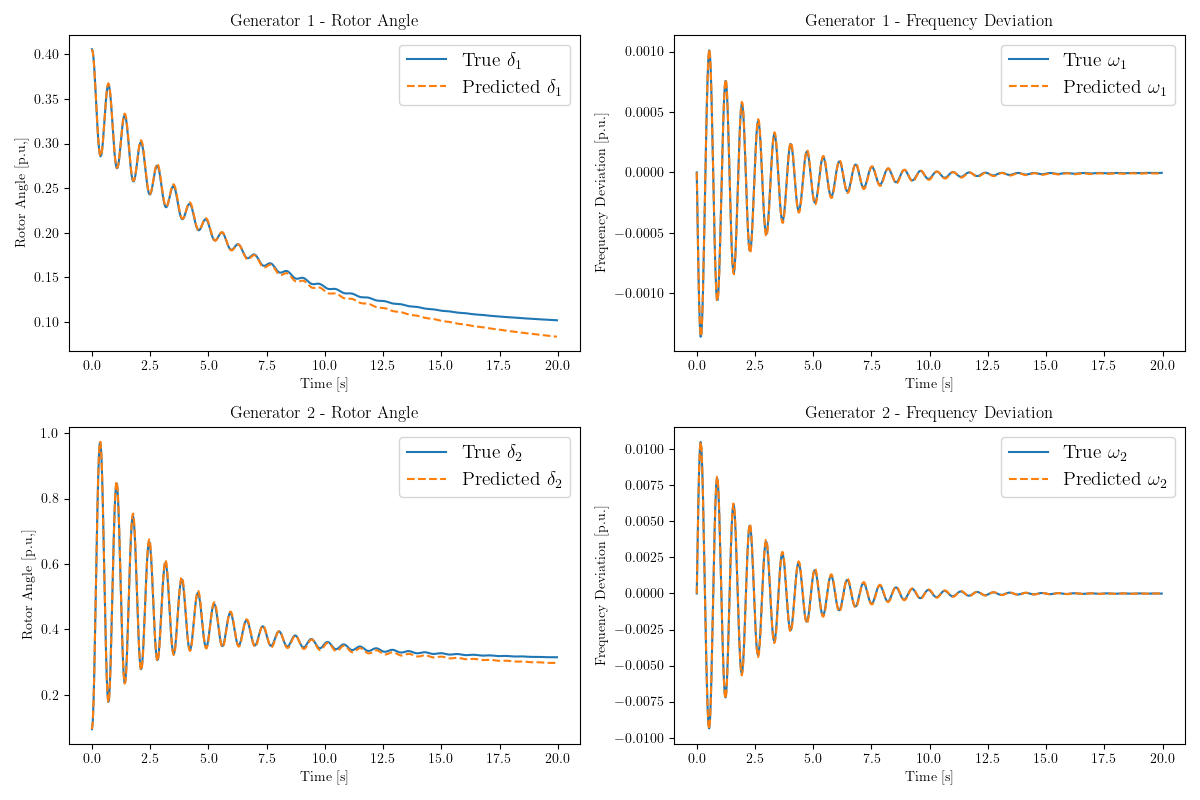 Generator 1 - Rotor Angle
True δ₁
Predicted δ₁
Rotor Angle [p.u.]
0.40
0.35
0.30
0.25
0.20
0.15
0.10
0.0 2.5 5.0 7.5 10.0 12.5 15.0 17.5 20.0
Time [s]
Generator 1 - Frequency Deviation
True ω₁
Predicted ω₁
Frequency Deviation [p.u.]
0.0010
0.0005
0.0000
−0.0005
−0.0010
0.0 2.5 5.0 7.5 10.0 12.5 15.0 17.5 20.0
Time [s]
Generator 2 - Rotor Angle
True δ₂
Predicted δ₂
Rotor Angle [p.u.]
1.0
0.8
0.6
0.4
0.2
0.0 2.5 5.0 7.5 10.0 12.5 15.0 17.5 20.0
Time [s]
Generator 2 - Frequency Deviation
True ω₂
Predicted ω₂
Frequency Deviation [p.u.]
0.0100
0.0075
0.0050
0.0025
0.0000
−0.0025
−0.0050
−0.0075
−0.0100
0.0 2.5 5.0 7.5 10.0 12.5 15.0 17.5 20.0
Time [s]